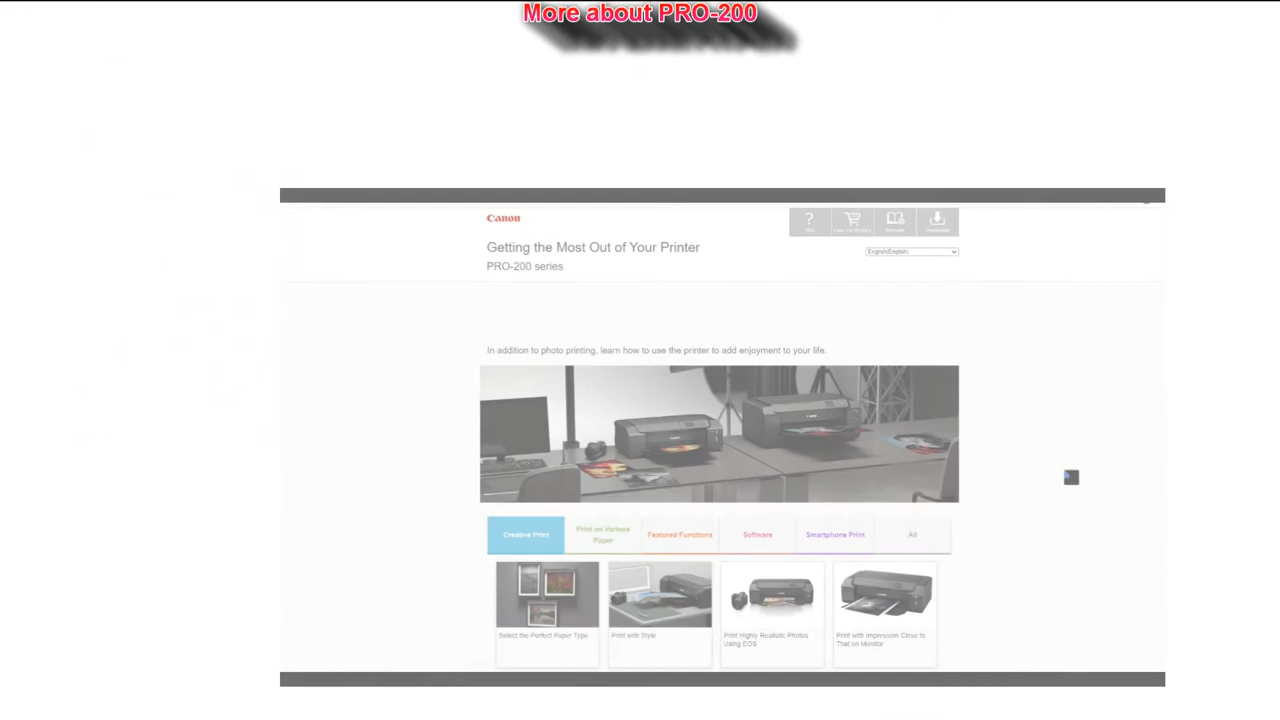 More about PRO-200
Canon
Getting the Most Out of Your Printer
PRO-200 series
English(English)
In addition to photo printing, learn how to use the printer to add enjoyment to your life.
Creative Print
Print on Various
Paper
Featured Functions
Software
Smartphone Print
All
Select the Perfect Paper Type
Print with Style
Print Highly Realistic Photos
Using EOS
Print with Impression Close to
That on Monitor